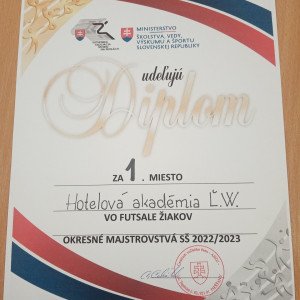 MINISTERSTVO
ŠKOLSTVA, VEDY,
VÝSKUMU A ŠPORTU
SLOVENSKEJ REPUBLIKY
udeľujú
Diplom
ZA 1. MIESTO
Hotelová akadémia Ľ.W.
VO FUTSALE ŽIAKOV
OKRESNÉ MAJSTROVSTVÁ SŠ 2022/2023